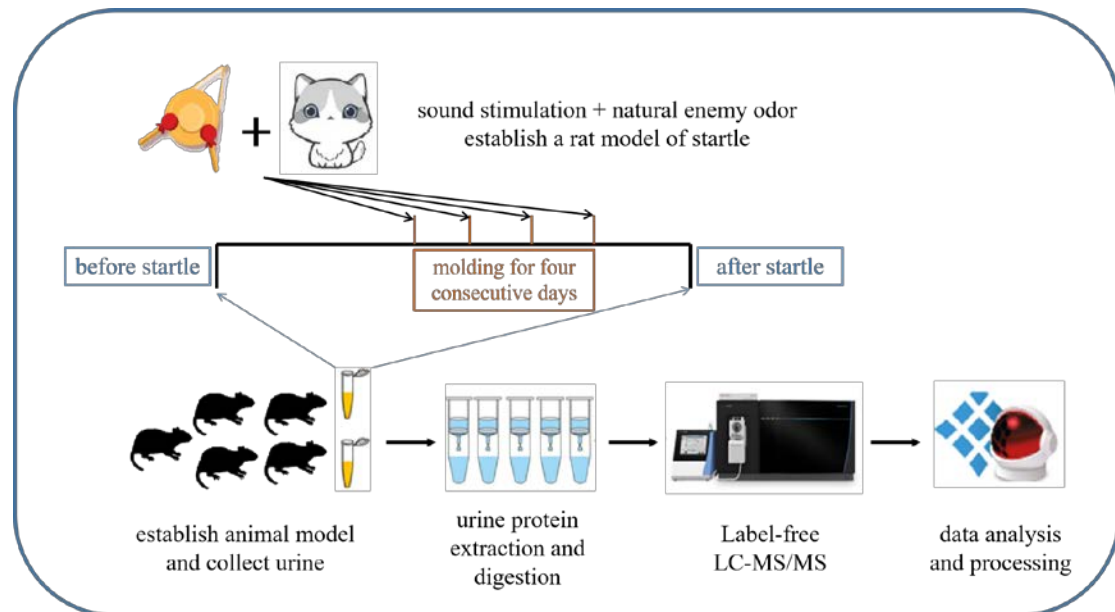 sound stimulation + natural enemy odor
establish a rat model of startle
before startle
molding for four
consecutive days
after startle
establish animal model
and collect urine
urine protein
extraction and
digestion
Label-free
LC-MS/MS
data analysis
and processing